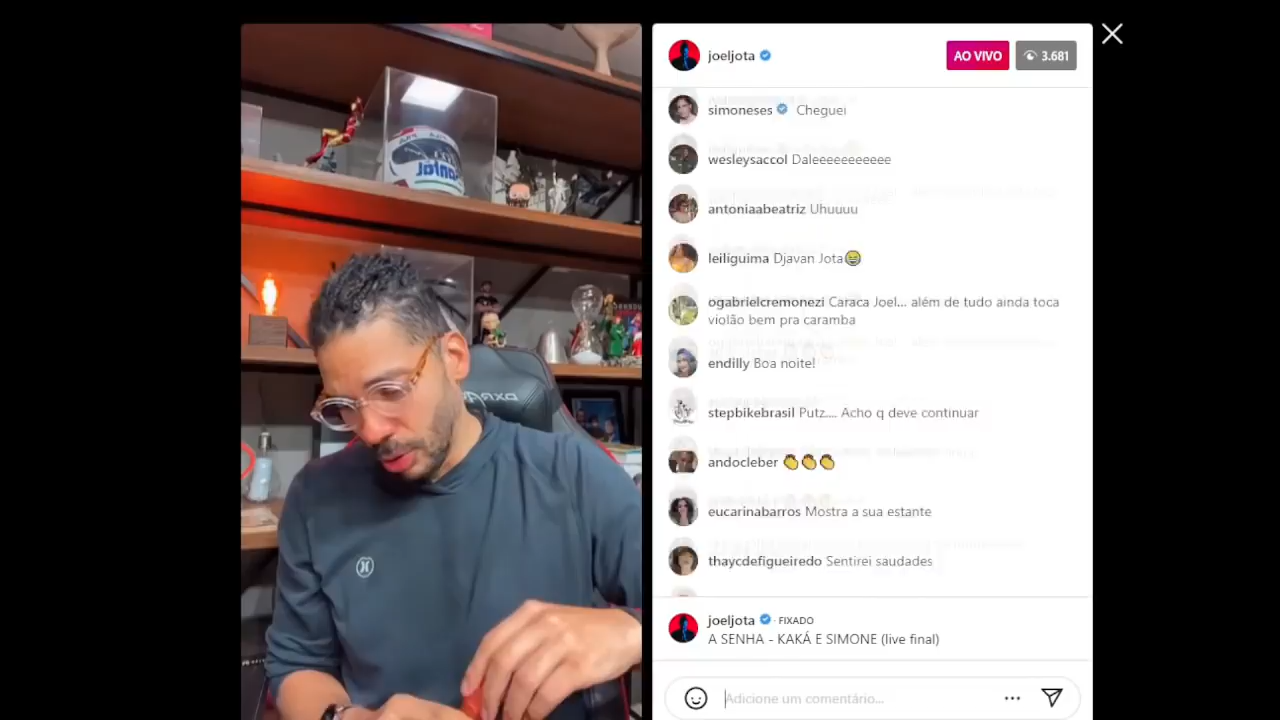 joeljota
AO VIVO
3.681
simoneses Cheguei
wesleysaccol Daleeeeeeeeeee
antoniaabeatriz Uhuuuu
leiliguima Djavan Jota😂
ogabrielcremonezi Caraca Joel... além de tudo ainda toca
violão bem pra caramba
endilly Boa noite!
stepbikebrasil Putz.... Acho q deve continuar
andocleber 👏👏👏
eucarinabarros Mostra a sua estante
thaycdefigueiredo Sentirei saudades
joeljota · FIXADO
A SENHA - KAKÁ E SIMONE (live final)
Adicione um comentário...